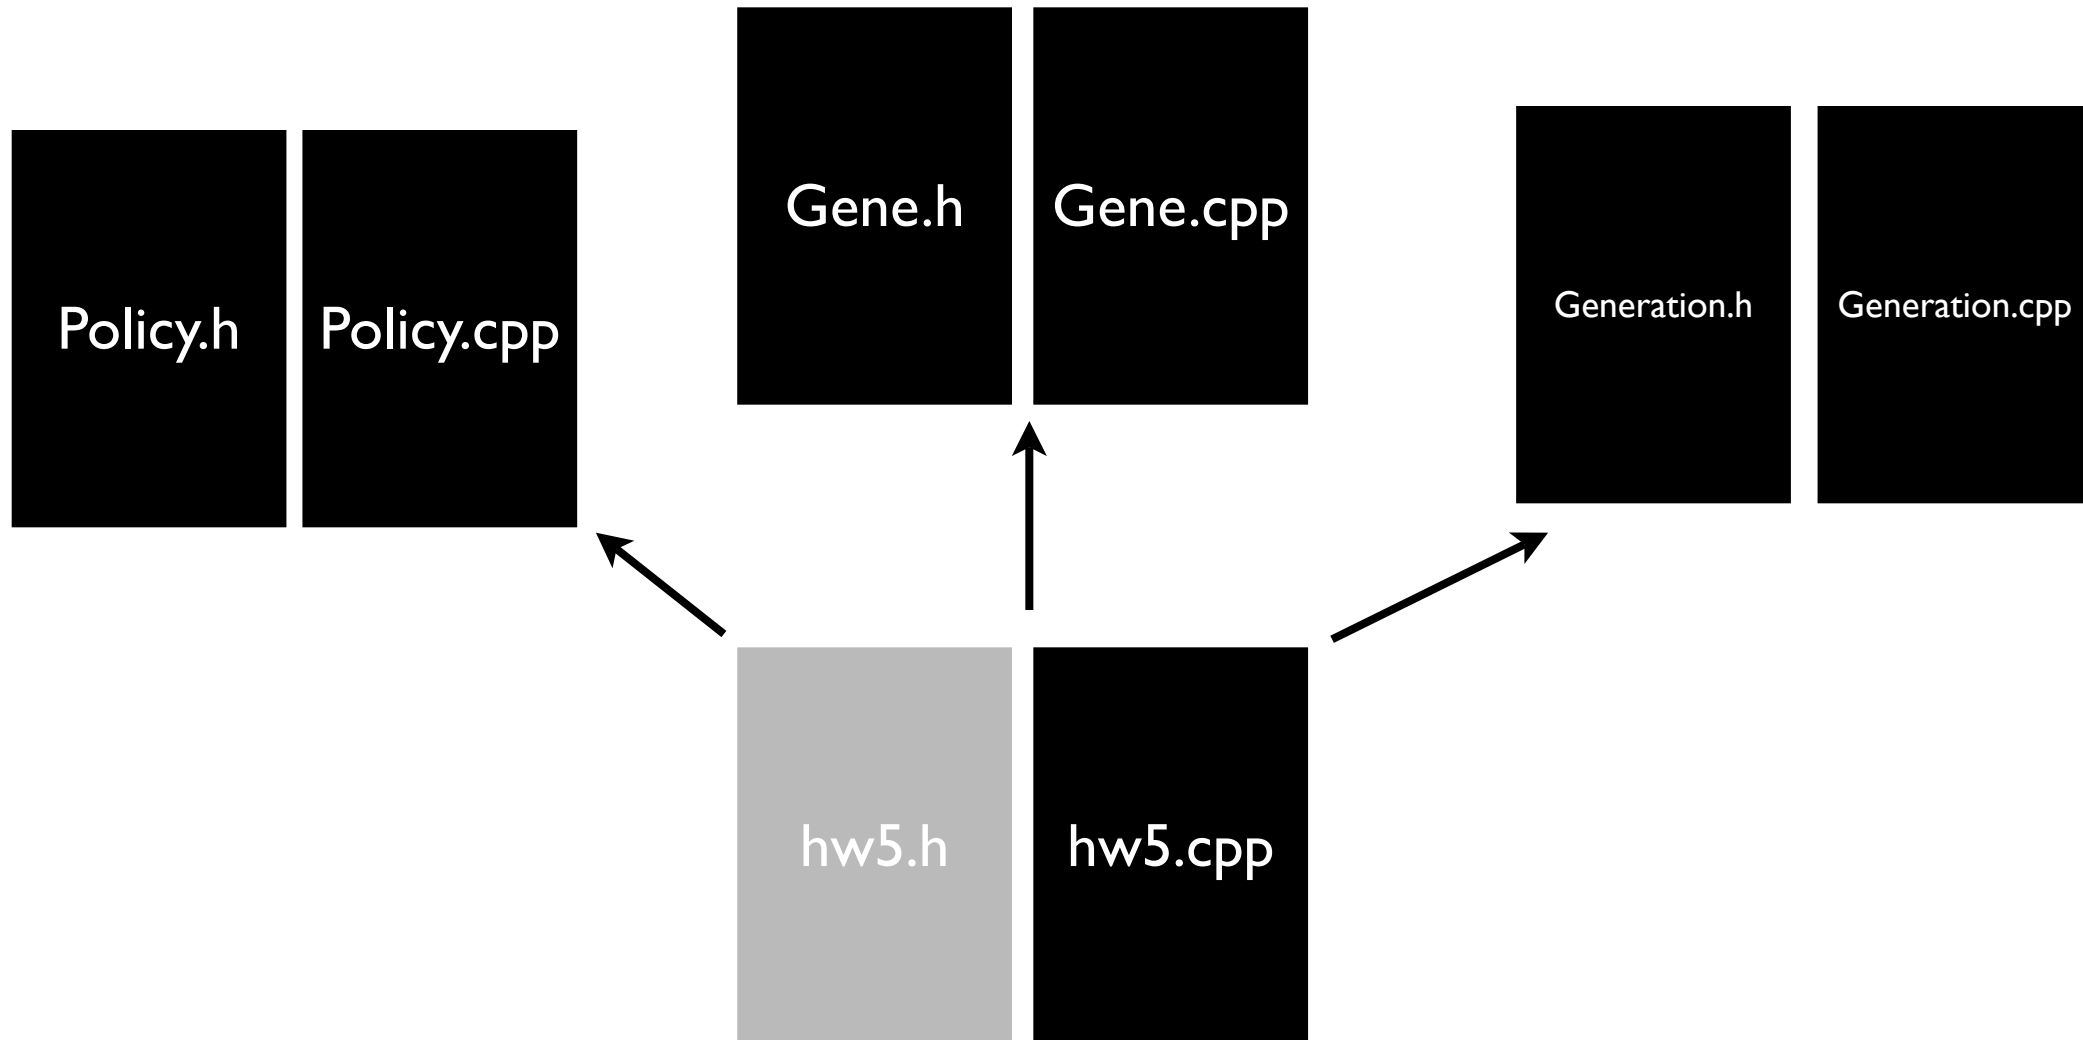 Policy.h
Policy.cpp
Gene.h
Gene.cpp
Generation.h
Generation.cpp
hw5.h
hw5.cpp